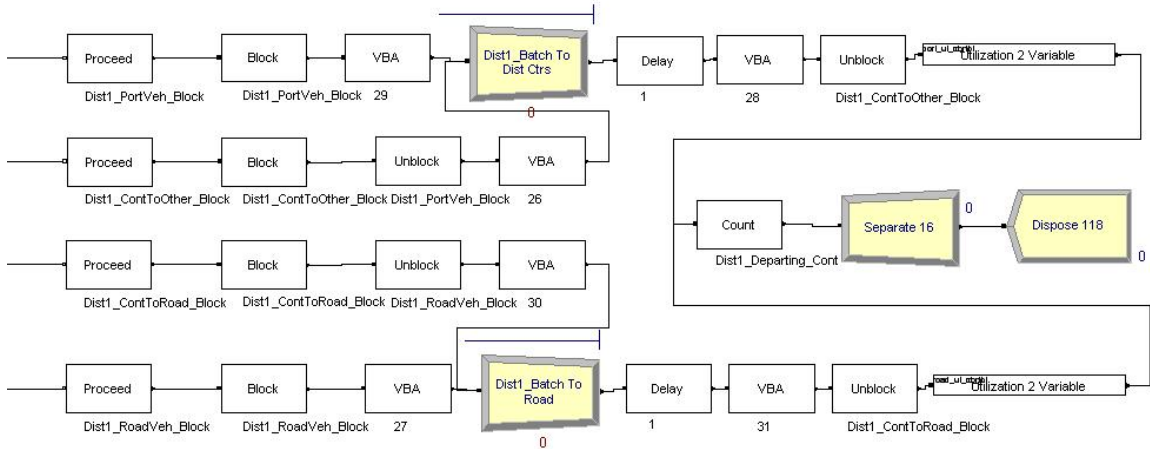 Proceed
Block
VBA
Dist1_Batch To
Dist Ctrs
Delay
VBA
Unblock
Utilization 2 Variable
Dist1_PortVeh_Block
Dist1_PortVeh_Block
29
0
1
28
Dist1_ContToOther_Block
Proceed
Block
Unblock
VBA
Dist1_ContToOther_Block
Dist1_ContToOther_Block
Dist1_PortVeh_Block
26
Count
Separate 16
0
Dispose 118
0
Dist1_Departing_Cont
Proceed
Block
Unblock
VBA
Dist1_ContToRoad_Block
Dist1_ContToRoad_Block
Dist1_RoadVeh_Block
30
Proceed
Block
VBA
Dist1_Batch To
Road
Delay
VBA
Unblock
Utilization 2 Variable
Dist1_RoadVeh_Block
Dist1_RoadVeh_Block
27
0
1
31
Dist1_ContToRoad_Block